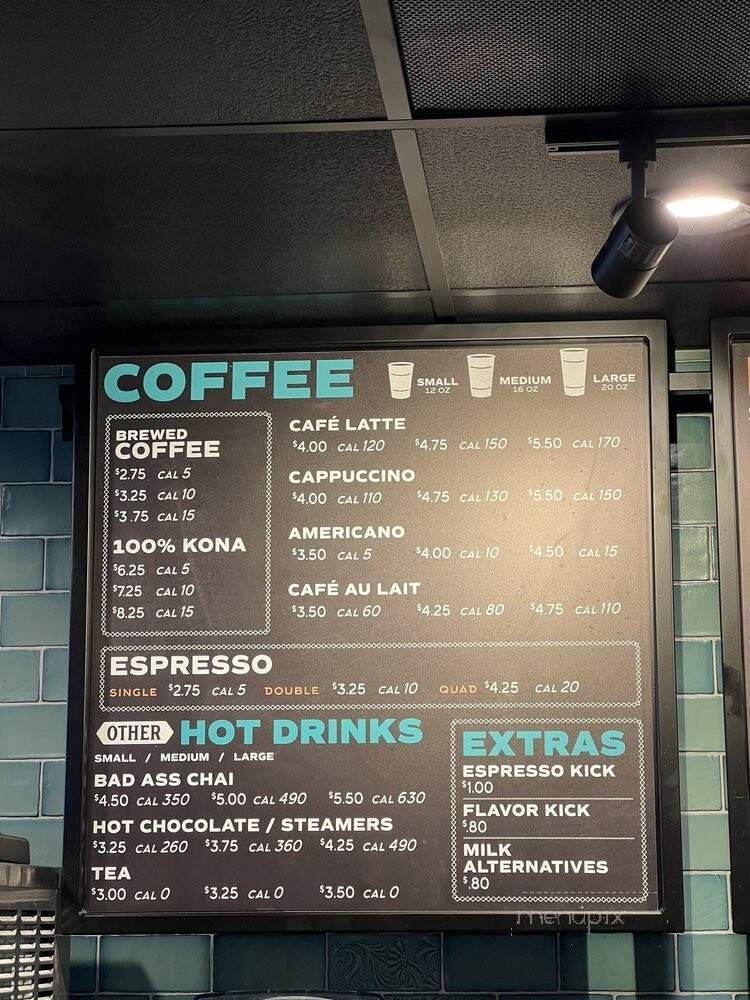 COFFEE
SMALL
12 OZ
MEDIUM
16 OZ
LARGE
20 OZ
BREWED
COFFEE
$2.75 CAL 5
$3.25 CAL 10
$3.75 CAL 15
100% KONA
$6.25 CAL 5
$7.25 CAL 10
$8.25 CAL 15
CAFÉ LATTE
$4.00 CAL 120 $4.75 CAL 150 $5.50 CAL 170
CAPPUCCINO
$4.00 CAL 110 $4.75 CAL 130 $5.50 CAL 150
AMERICANO
$3.50 CAL 5 $4.00 CAL 10 $4.50 CAL 15
CAFÉ AU LAIT
$3.50 CAL 60 $4.25 CAL 80 $4.75 CAL 110
ESPRESSO
SINGLE $2.75 CAL 5 DOUBLE $3.25 CAL 10 QUAD $4.25 CAL 20
OTHER HOT DRINKS
SMALL / MEDIUM / LARGE
BAD ASS CHAI
$4.50 CAL 350 $5.00 CAL 490 $5.50 CAL 630
HOT CHOCOLATE / STEAMERS
$3.25 CAL 260 $3.75 CAL 360 $4.25 CAL 490
TEA
$3.00 CAL 0 $3.25 CAL 0 $3.50 CAL 0
EXTRAS
ESPRESSO KICK
$1.00
FLAVOR KICK
$.80
MILK
ALTERNATIVES
$.80
menupix